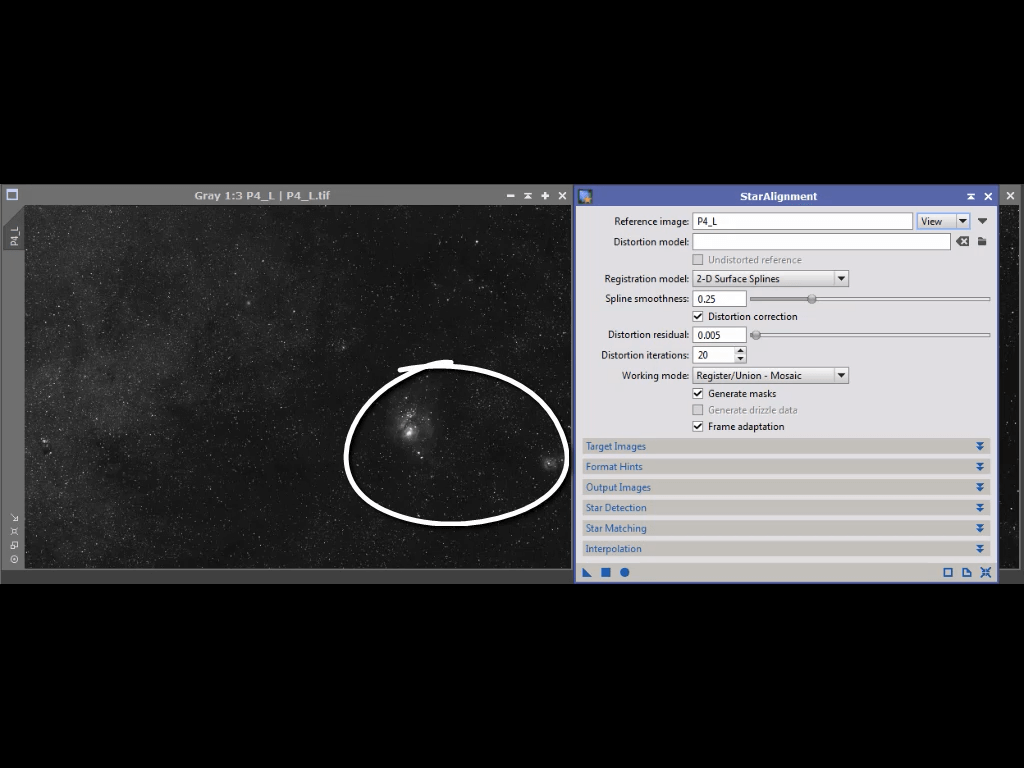 Gray 1:3 P4_L | P4_L.tif
P4_L
StarAlignment
Reference image: P4_L View
Distortion model:
Undistorted reference
Registration model: 2-D Surface Splines
Spline smoothness: 0.25
Distortion correction
Distortion residual: 0.005
Distortion iterations: 20
Working mode: Register/Union - Mosaic
Generate masks
Generate drizzle data
Frame adaptation
Target Images
Format Hints
Output Images
Star Detection
Star Matching
Interpolation